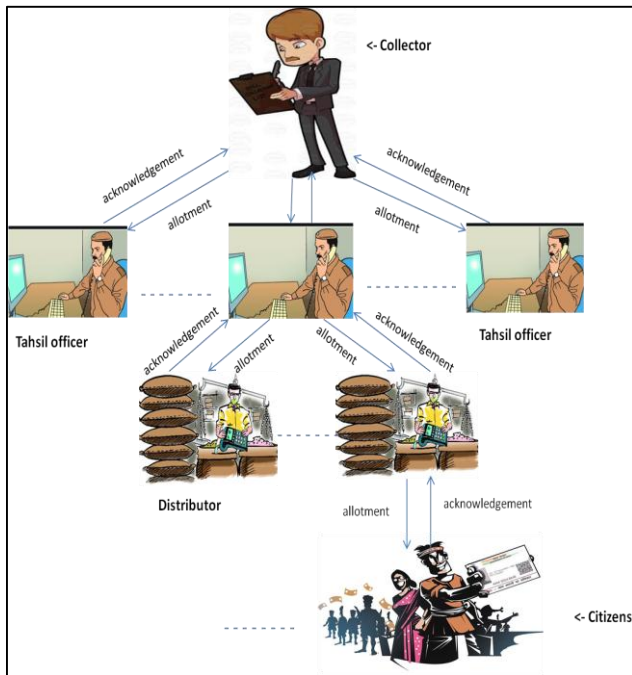 <- Collector
acknowledgement
allotment
acknowledgement
allotment
Tahsil officer
Tahsil officer
acknowledgement
allotment
allotment
acknowledgement
Distributor
allotment
acknowledgement
<- Citizens